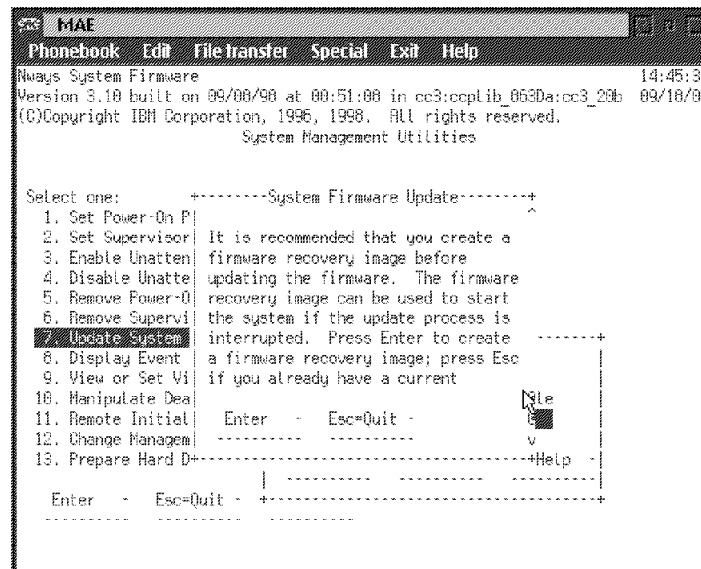 MAE
Phonebook Edit File transfer Special Exit Help
Nways System Firmware 14:45:3
Version 3.10 built on 09/08/98 at 00:51:08 in cc3:ccplib_063Da:cc3_20b 09/18/0
(C)Copyright IBM Corporation, 1996, 1998. All rights reserved.
System Management Utilities
Select one: +--------System Firmware Update--------+
1. Set Power-On P| ^
2. Set Supervisor| It is recommended that you create a
3. Enable Unatten| firmware recovery image before
4. Disable Unatte| updating the firmware. The firmware
5. Remove Power-O| recovery image can be used to start
6. Remove Supervi| the system if the update process is
7. Update System | interrupted. Press Enter to create -------+
8. Display Event | a firmware recovery image; press Esc |
9. View or Set Vi| if you already have a current |
10. Manipulate Dea| le |
11. Remote Initial| Enter - Esc=Quit - |
12. Change Managem| ---------- ---------- v |
13. Prepare Hard D+--------------------------------------+Help -|
| ---------- ---------- ----------|
Enter - Esc=Quit - +---------------------------------------+
---------- ---------- ----------